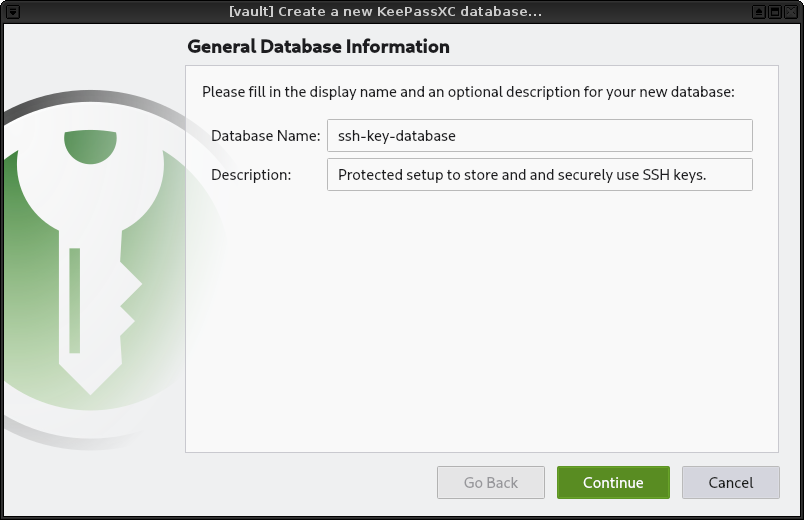 [vault] Create a new KeePassXC database...
General Database Information
Please fill in the display name and an optional description for your new database:
Database Name: ssh-key-database
Description: Protected setup to store and and securely use SSH keys.
Go Back Continue Cancel